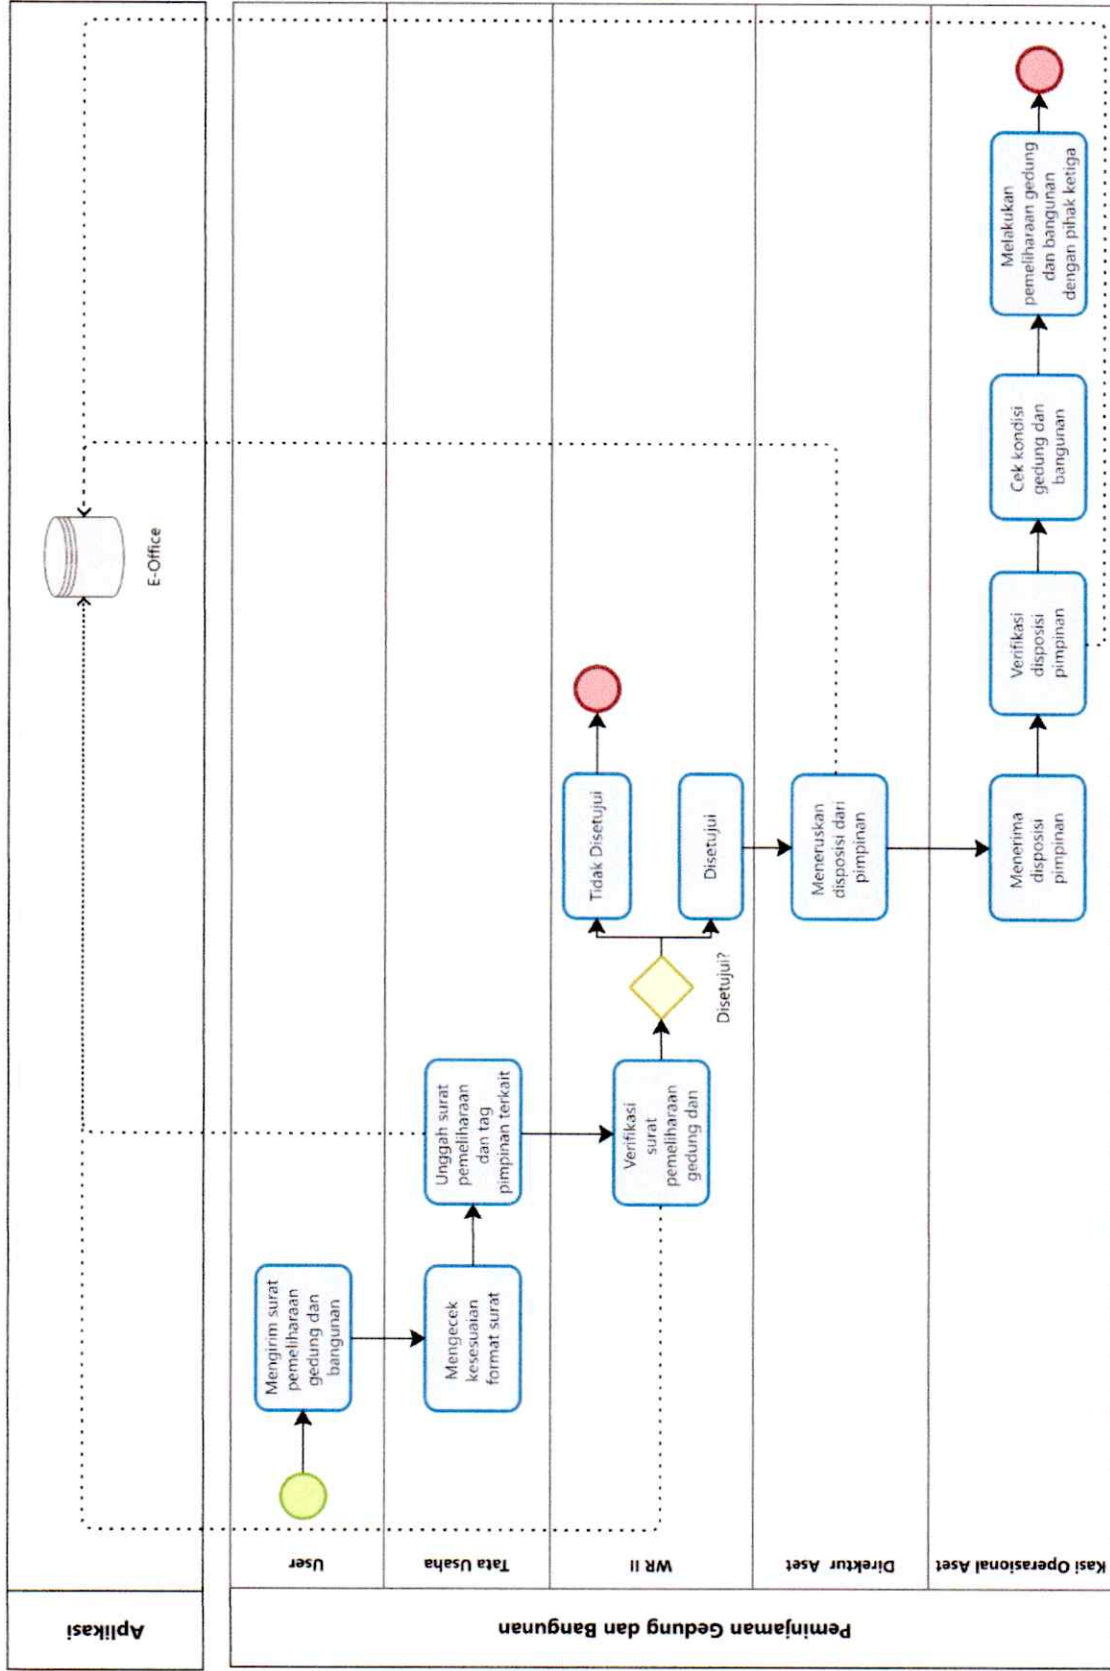 Aplikasi
E-Office
Peminjaman Gedung dan Bangunan
User
Mengirim surat
pemeliharaan
gedung dan
bangunan
Tata Usaha
Mengecek
kesesuaian
format surat
Unggah surat
pemeliharaan
dan tag
pimpinan terkait
WR II
Verifikasi
surat
pemeliharaan
gedung dan
Disetujui?
Tidak Disetujui
Disetujui
Direktur Aset
Meneruskan
disposisi dari
pimpinan
Kasi Operasional Aset
Menerima
disposisi
pimpinan
Verifikasi
disposisi
pimpinan
Cek kondisi
gedung dan
bangunan
Melakukan
pemeliharaan gedung
dan bangunan
dengan pihak ketiga